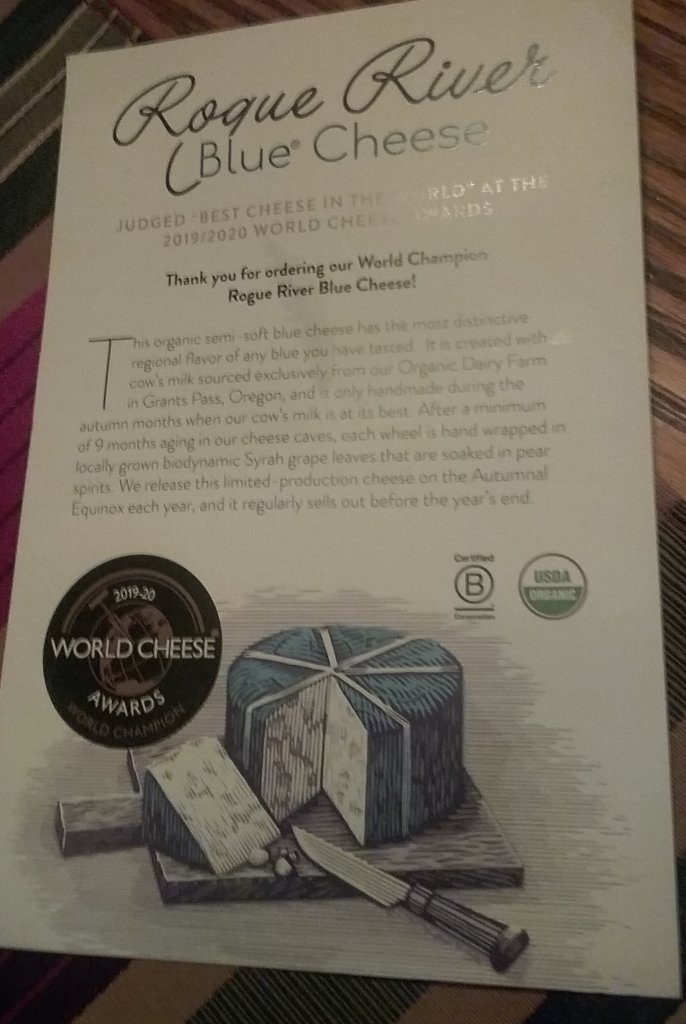 Rogue River
Blue® Cheese
JUDGED "BEST CHEESE IN THE WORLD" AT THE
2019/2020 WORLD CHEESE AWARDS
Thank you for ordering our World Champion
Rogue River Blue Cheese!
This organic semi-soft blue cheese has the most distinctive
regional flavor of any blue you have tasted. It is created with
cow's milk sourced exclusively from our Organic Dairy Farm
in Grants Pass, Oregon, and is only handmade during the
autumn months when our cow's milk is at its best. After a minimum
of 9 months aging in our cheese caves, each wheel is hand wrapped in
locally grown biodynamic Syrah grape leaves that are soaked in pear
spirits. We release this limited-production cheese on the Autumnal
Equinox each year, and it regularly sells out before the year's end.
Certified
B
Corporation
USDA
ORGANIC
2019-20
WORLD CHEESE
AWARDS
WORLD CHAMPION